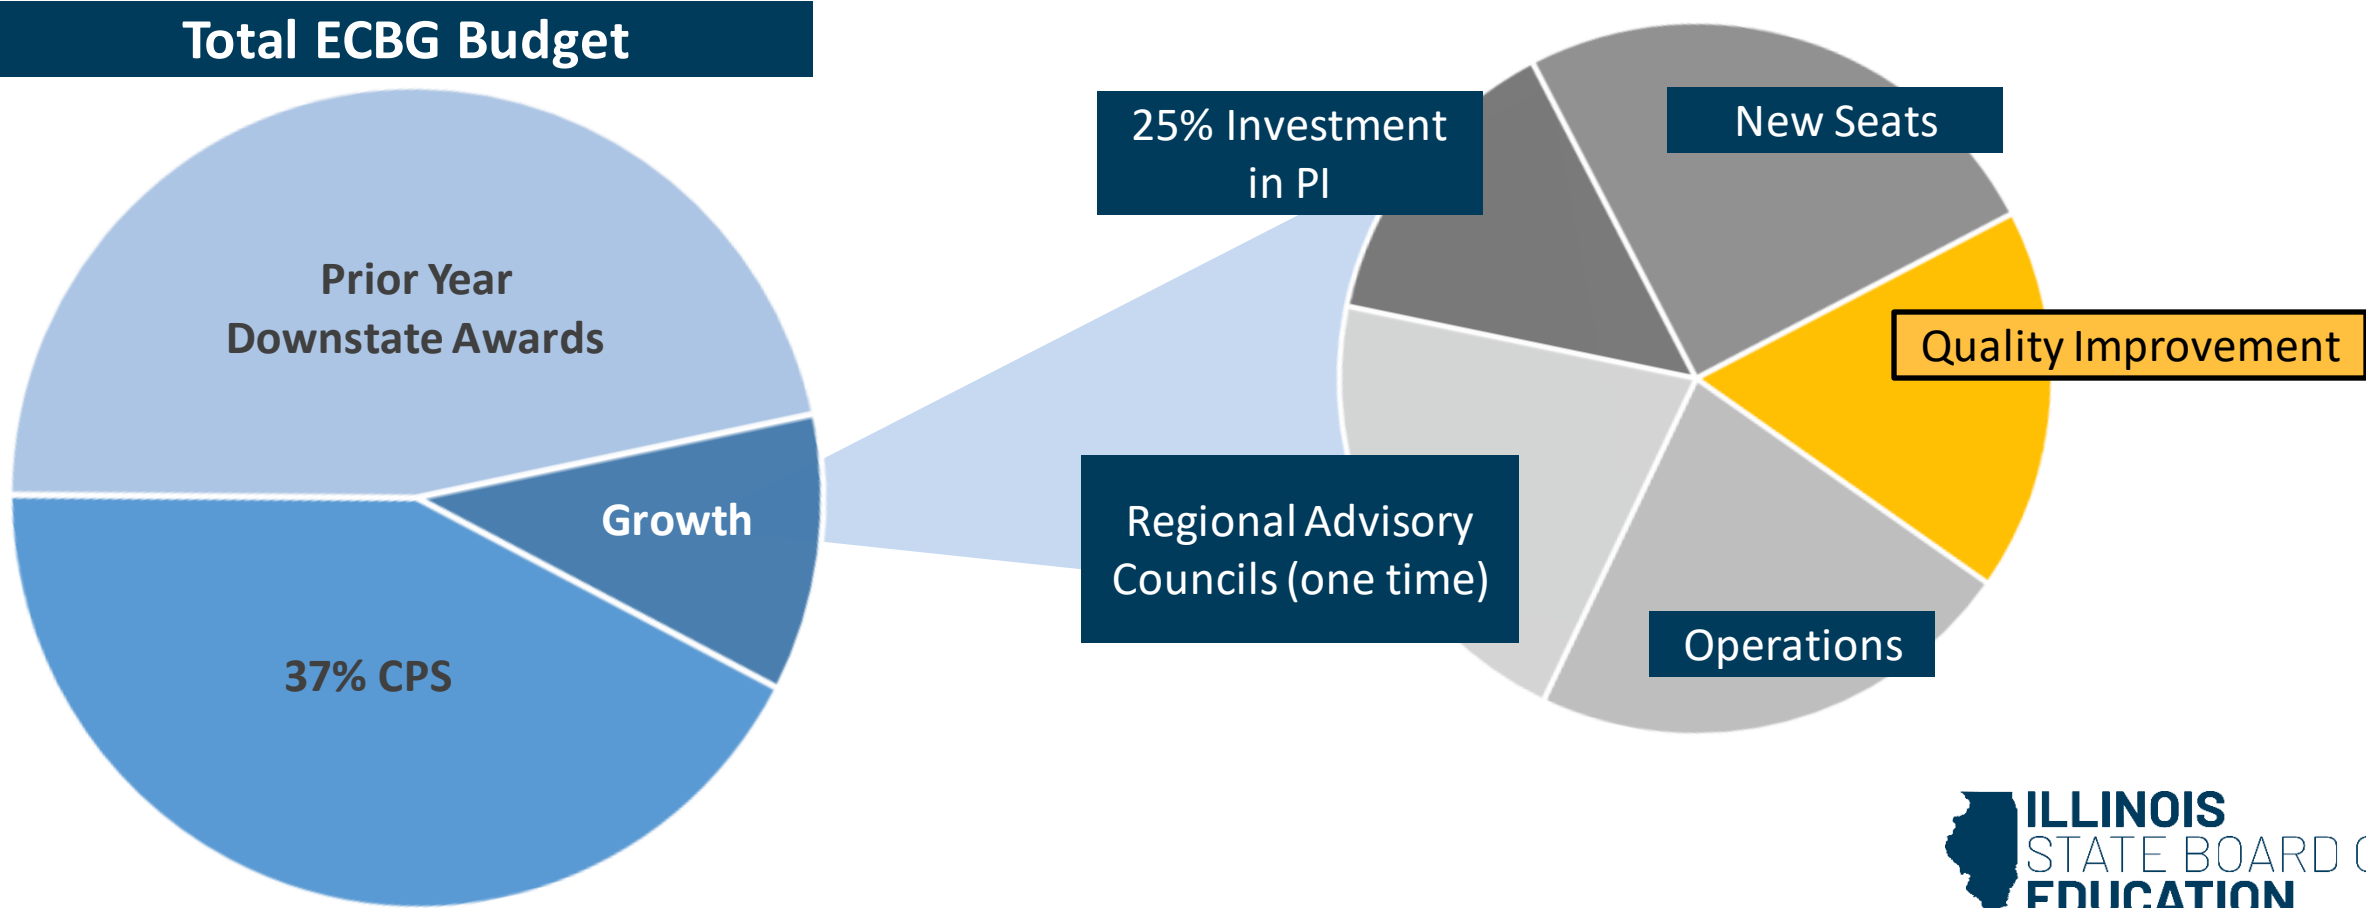 Total ECBG Budget
Prior Year
Downstate Awards
Growth
37% CPS
25% Investment
in PI
New Seats
Quality Improvement
Regional Advisory
Councils (one time)
Operations
ILLINOIS
STATE BOARD
EDUCATION